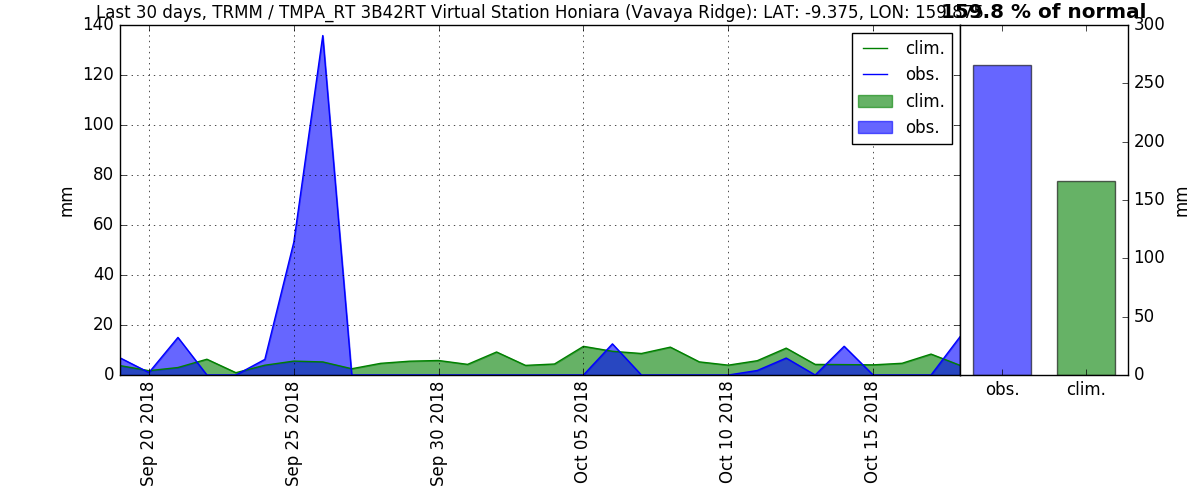 Last 30 days, TRMM / TMPA_RT 3B42RT Virtual Station Honiara (Vavaya Ridge): LAT: -9.375, LON: 159.875
159.8 % of normal
140
120
100
80
60
40
20
0
mm
clim.
obs.
clim.
obs.
Sep 20 2018
Sep 25 2018
Sep 30 2018
Oct 05 2018
Oct 10 2018
Oct 15 2018
300
250
200
150
100
50
0
mm
obs.
clim.